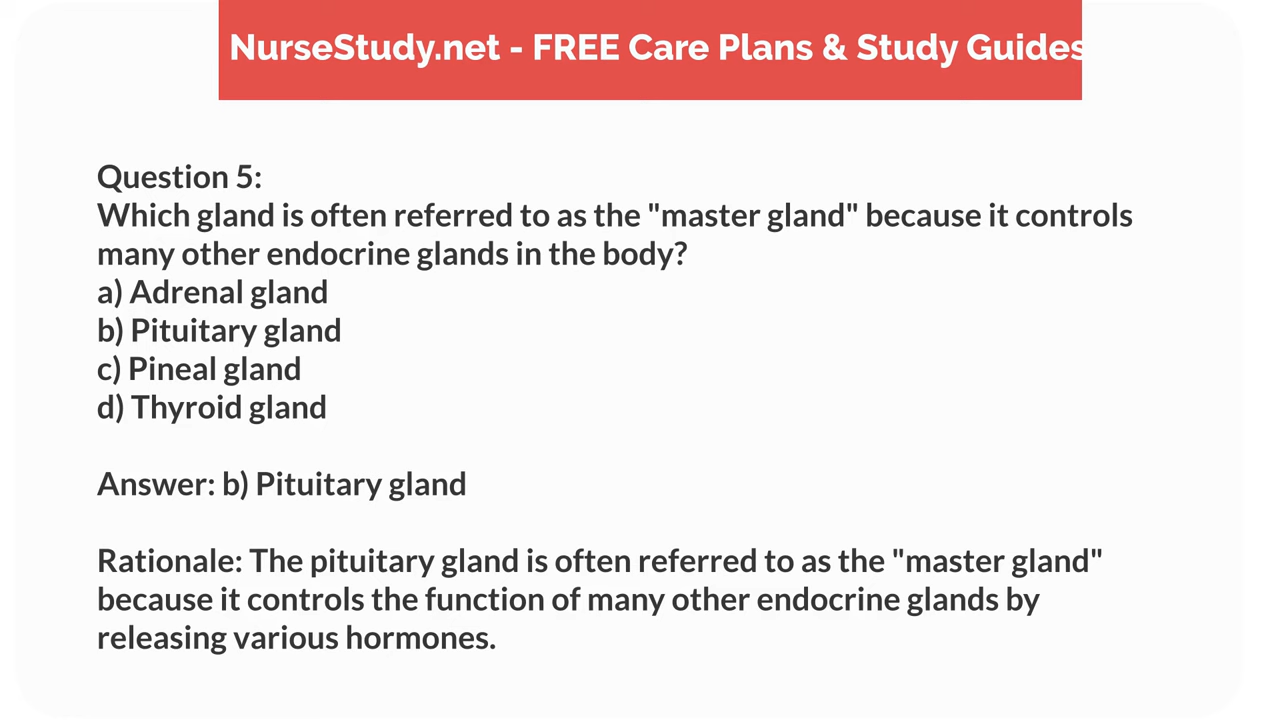 NurseStudy.net - FREE Care Plans & Study Guides
Question 5:
Which gland is often referred to as the "master gland" because it controls
many other endocrine glands in the body?
a) Adrenal gland
b) Pituitary gland
c) Pineal gland
d) Thyroid gland
Answer: b) Pituitary gland
Rationale: The pituitary gland is often referred to as the "master gland"
because it controls the function of many other endocrine glands by
releasing various hormones.